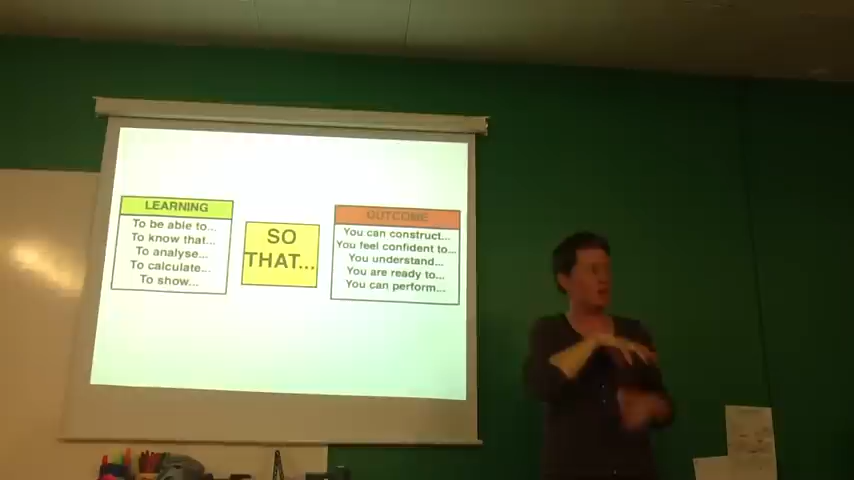 LEARNING
To be able to...
To know that...
To analyse...
To calculate...
To show...
SO
THAT...
OUTCOME
You can construct...
You feel confident to...
You understand...
You are ready to...
You can perform...